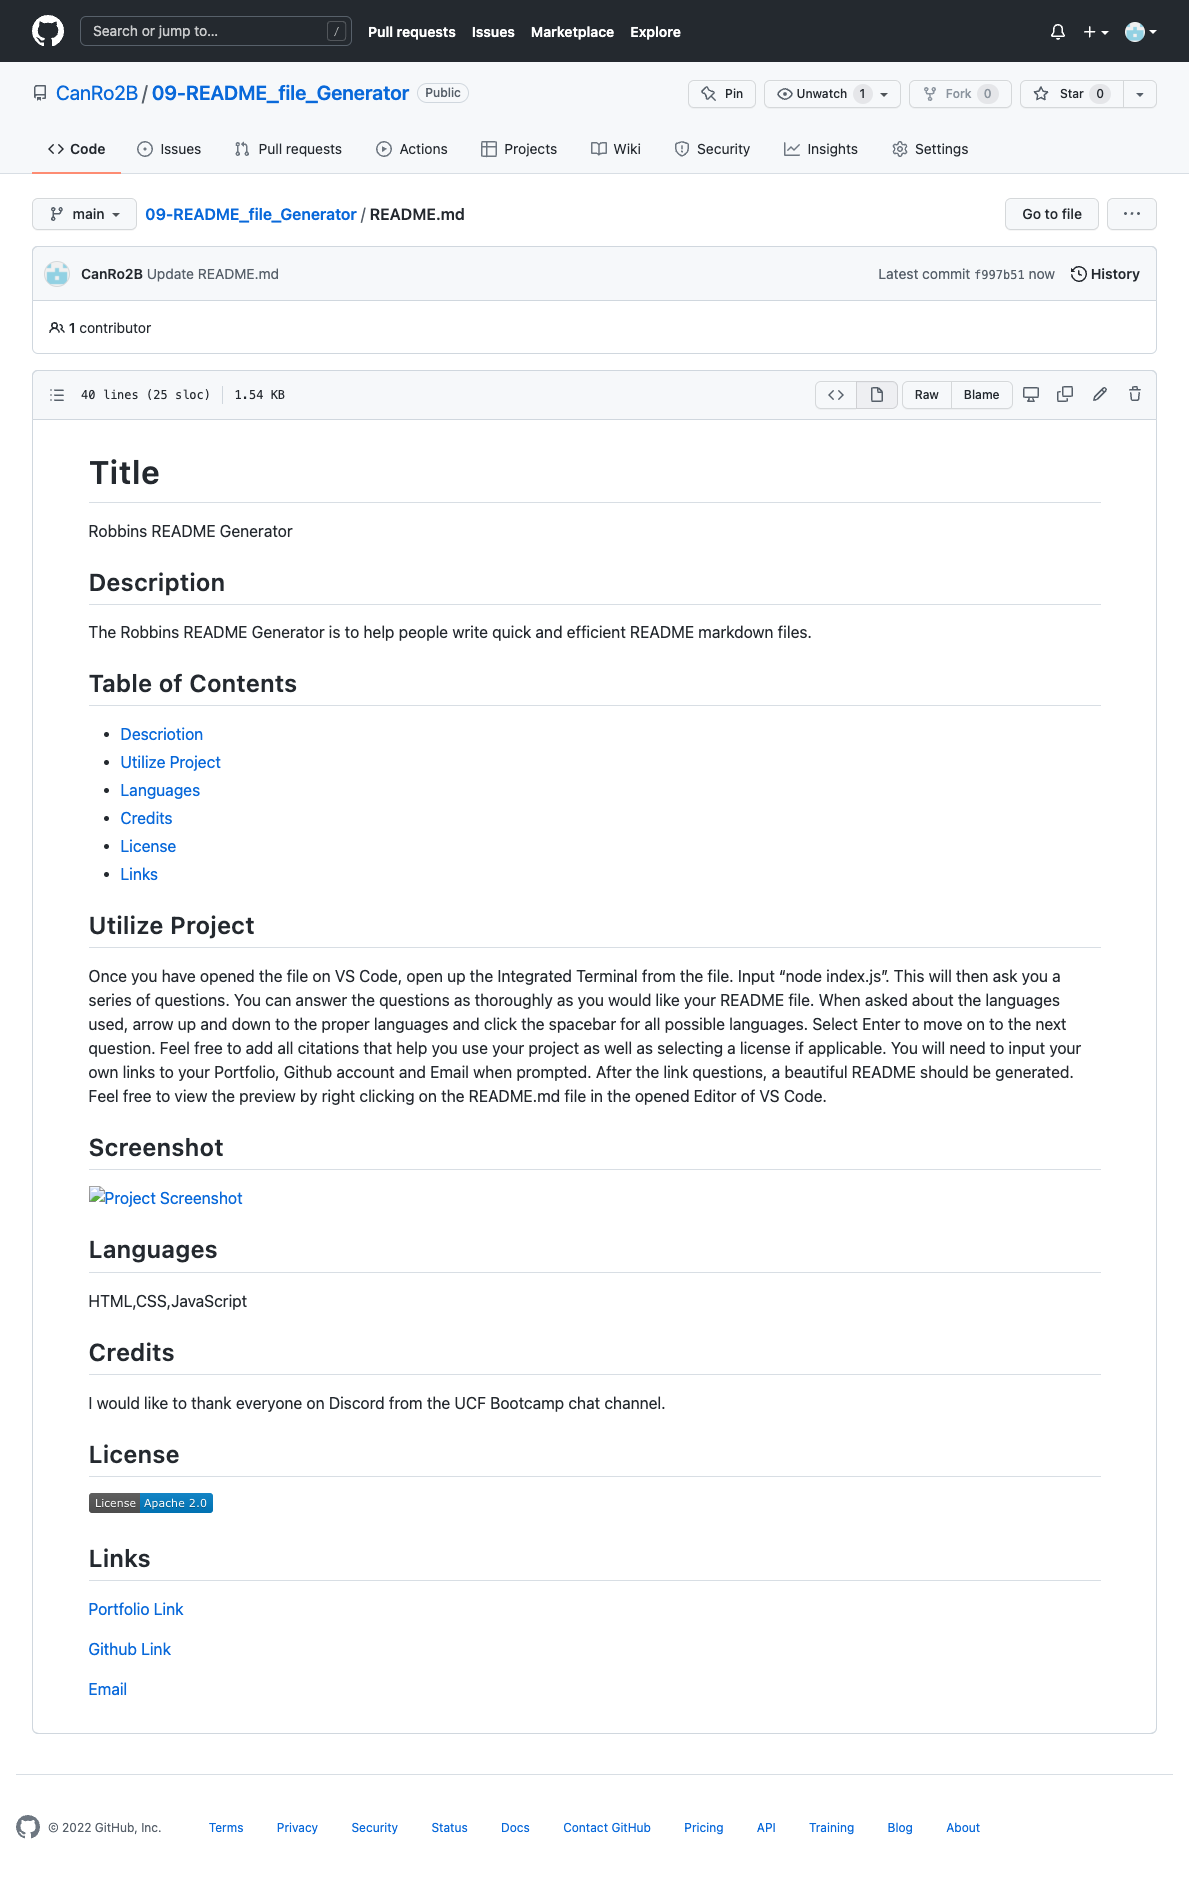 Search or jump to... /
Pull requests Issues Marketplace Explore
CanRo2B / 09-README_file_Generator Public
Pin Unwatch 1 Fork 0 Star 0
Code Issues Pull requests Actions Projects Wiki Security Insights Settings
main 09-README_file_Generator / README.md Go to file ...
CanRo2B Update README.md Latest commit f997b51 now History
1 contributor
40 lines (25 sloc) 1.54 KB Raw Blame
Title
Robbins README Generator
Description
The Robbins README Generator is to help people write quick and efficient README markdown files.
Table of Contents
• Descriotion
• Utilize Project
• Languages
• Credits
• License
• Links
Utilize Project
Once you have opened the file on VS Code, open up the Integrated Terminal from the file. Input “node index.js”. This will then ask you a
series of questions. You can answer the questions as thoroughly as you would like your README file. When asked about the languages
used, arrow up and down to the proper languages and click the spacebar for all possible languages. Select Enter to move on to the next
question. Feel free to add all citations that help you use your project as well as selecting a license if applicable. You will need to input your
own links to your Portfolio, Github account and Email when prompted. After the link questions, a beautiful README should be generated.
Feel free to view the preview by right clicking on the README.md file in the opened Editor of VS Code.
Screenshot
Project Screenshot
Languages
HTML,CSS,JavaScript
Credits
I would like to thank everyone on Discord from the UCF Bootcamp chat channel.
License
License Apache 2.0
Links
Portfolio Link
Github Link
Email
© 2022 GitHub, Inc. Terms Privacy Security Status Docs Contact GitHub Pricing API Training Blog About